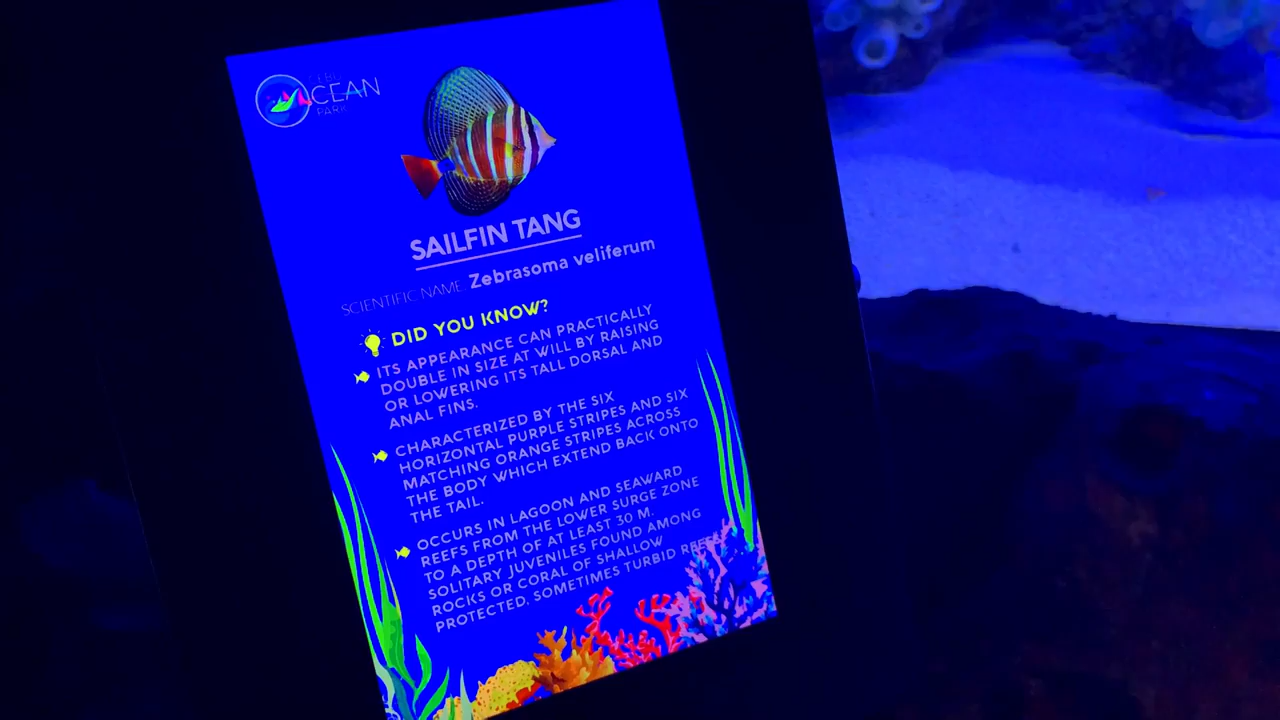 CEBU
OCEAN
PARK
SAILFIN TANG
SCIENTIFIC NAME: Zebrasoma veliferum
DID YOU KNOW?
ITS APPEARANCE CAN PRACTICALLY
DOUBLE IN SIZE AT WILL BY RAISING
OR LOWERING ITS TALL DORSAL AND
ANAL FINS.
CHARACTERIZED BY THE SIX
HORIZONTAL PURPLE STRIPES AND SIX
MATCHING ORANGE STRIPES ACROSS
THE BODY WHICH EXTEND BACK ONTO
THE TAIL.
OCCURS IN LAGOON AND SEAWARD
REEFS FROM THE LOWER SURGE ZONE
TO A DEPTH OF AT LEAST 30 M.
SOLITARY JUVENILES FOUND AMONG
ROCKS OR CORAL OF SHALLOW
PROTECTED, SOMETIMES TURBID REEFS.